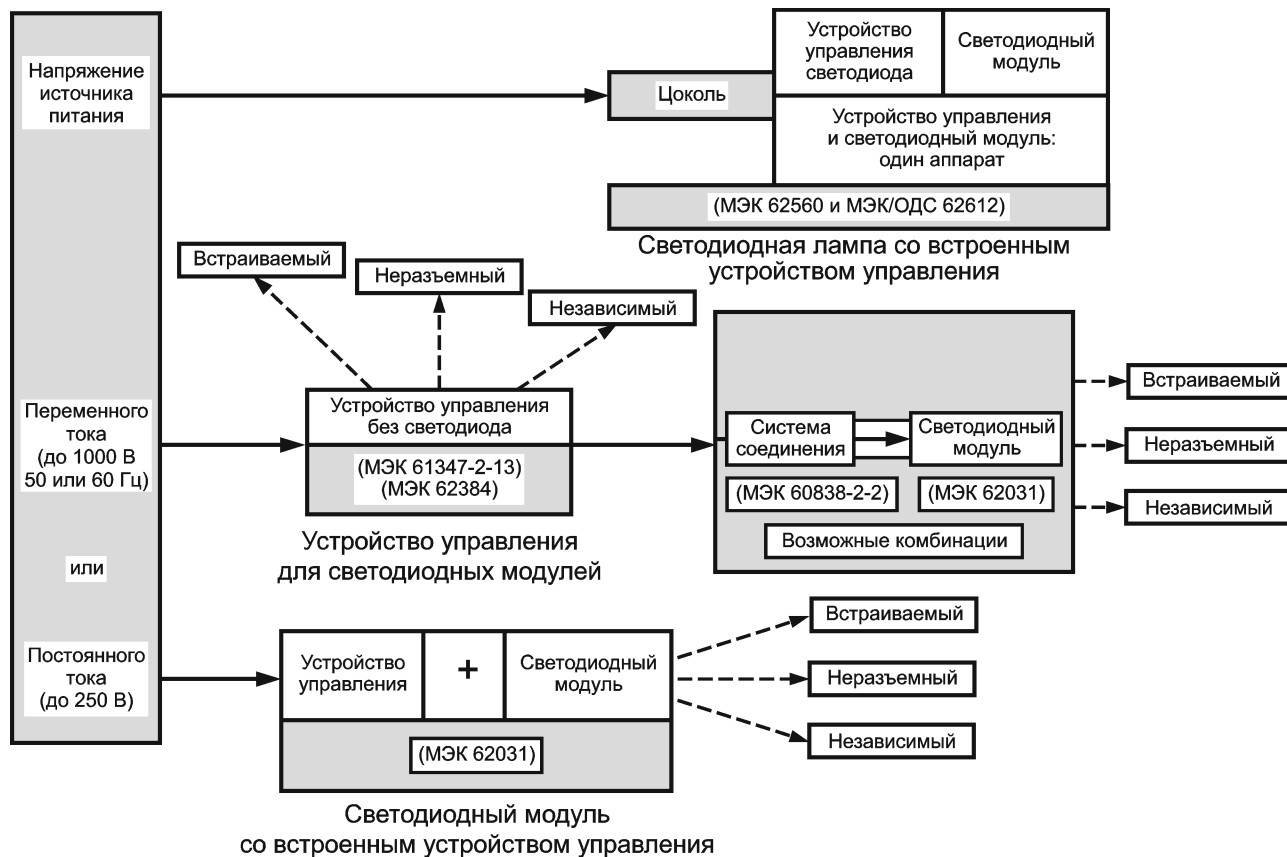 Напряжение
источника
питания
Переменного
тока
(до 1000 В
50 или 60 Гц)
или
Постоянного
тока
(до 250 В)
Цоколь
Устройство
управления
светодиода
Светодиодный
модуль
Устройство управления
и светодиодный модуль:
один аппарат
(МЭК 62560 и МЭК/ОДС 62612)
Светодиодная лампа со встроенным
устройством управления
Встраиваемый
Неразъемный
Независимый
Устройство управления
без светодиода
(МЭК 61347-2-13)
(МЭК 62384)
Устройство управления
для светодиодных модулей
Система
соединения
Светодиодный
модуль
(МЭК 60838-2-2)
(МЭК 62031)
Возможные комбинации
Встраиваемый
Неразъемный
Независимый
Устройство
управления
+
Светодиодный
модуль
(МЭК 62031)
Светодиодный модуль
со встроенным устройством управления
Встраиваемый
Неразъемный
Независимый